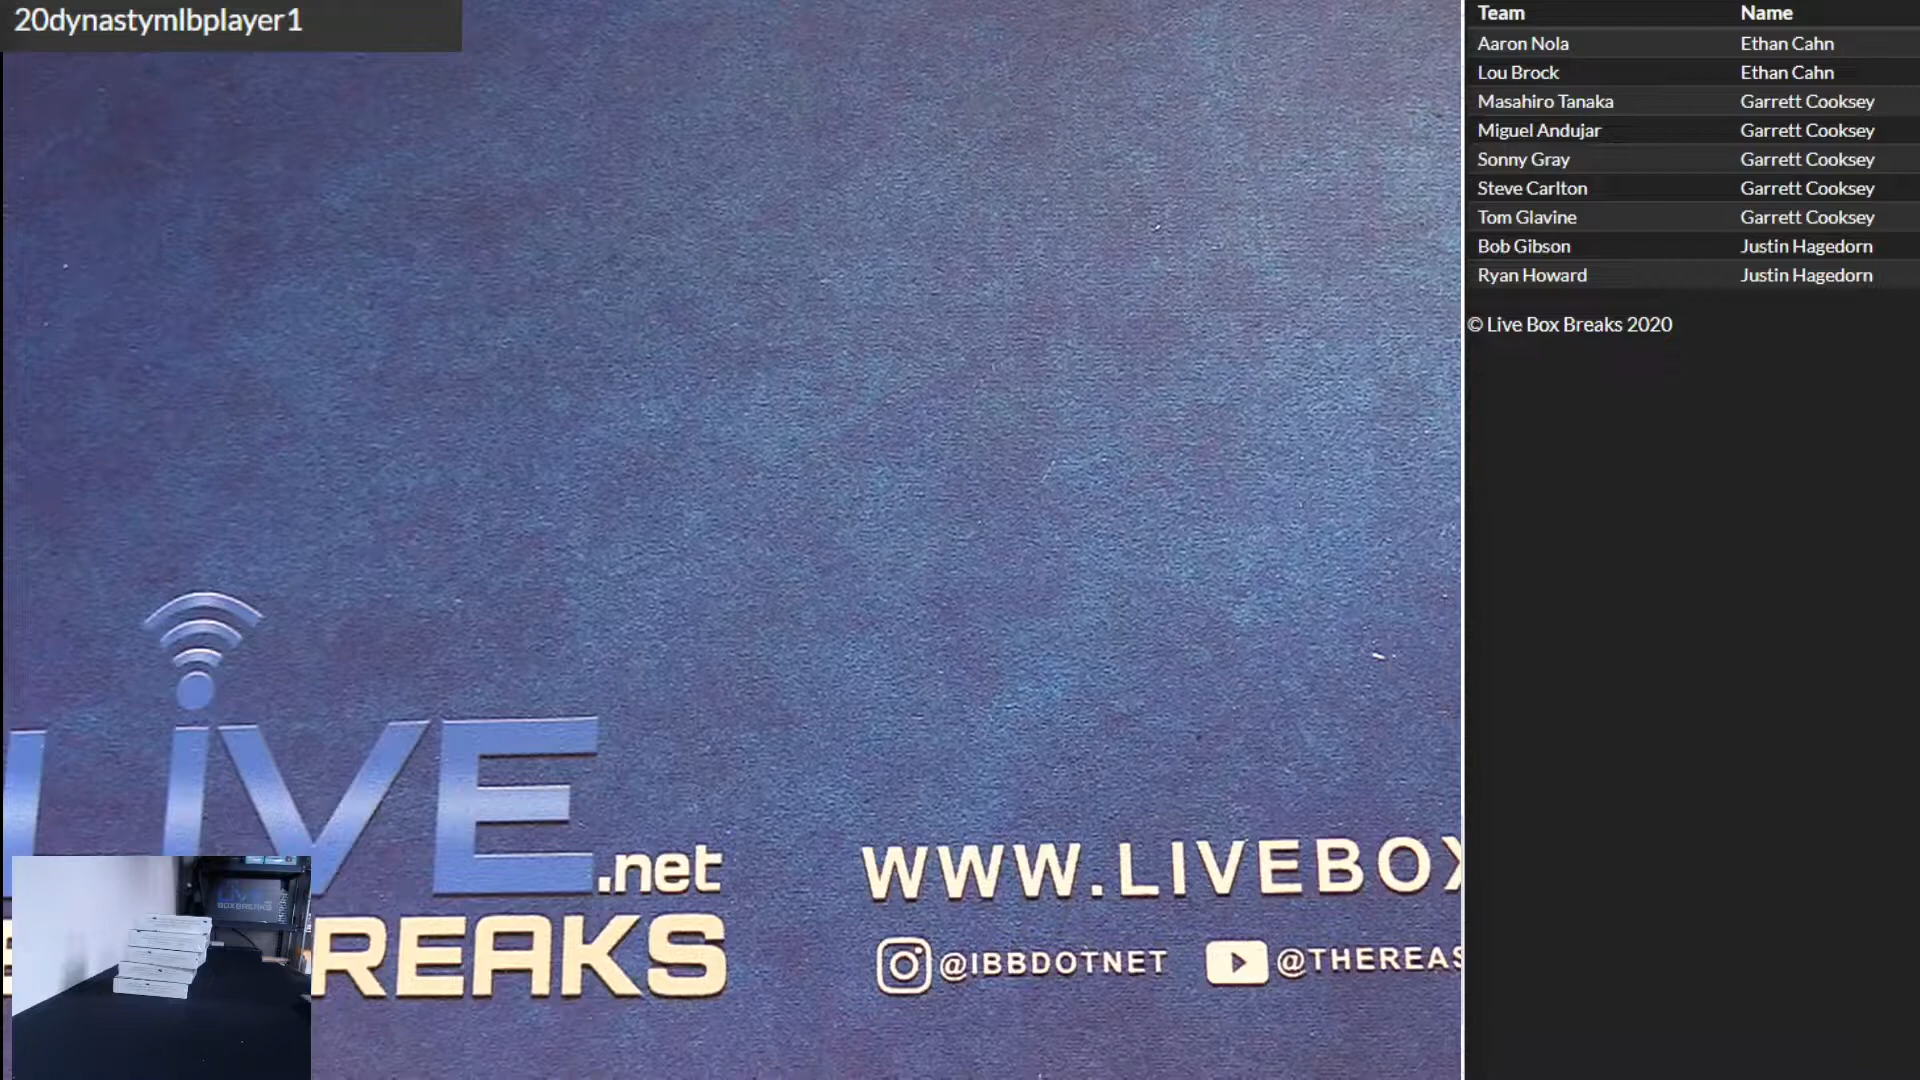 20dynastymlbplayer1
Team Name
Aaron Nola Ethan Cahn
Lou Brock Ethan Cahn
Masahiro Tanaka Garrett Cooksey
Miguel Andujar Garrett Cooksey
Sonny Gray Garrett Cooksey
Steve Carlton Garrett Cooksey
Tom Glavine Garrett Cooksey
Bob Gibson Justin Hagedorn
Ryan Howard Justin Hagedorn
© Live Box Breaks 2020
LiVE.net
REAKS
WWW.LIVEBOX
@IBBDOTNET @THEREAS
BOXBREAKS